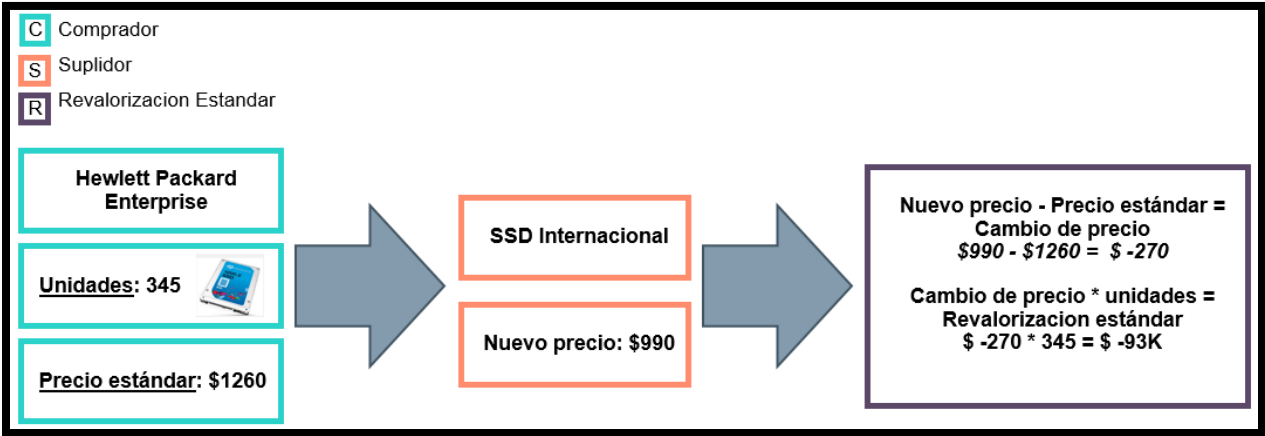 C Comprador
S Suplidor
R Revalorizacion Estandar
Hewlett Packard
Enterprise
Unidades: 345
Precio estándar: $1260
SSD Internacional
Nuevo precio: $990
Nuevo precio - Precio estándar =
Cambio de precio
$990 - $1260 = $ -270
Cambio de precio * unidades =
Revalorizacion estándar
$ -270 * 345 = $ -93K